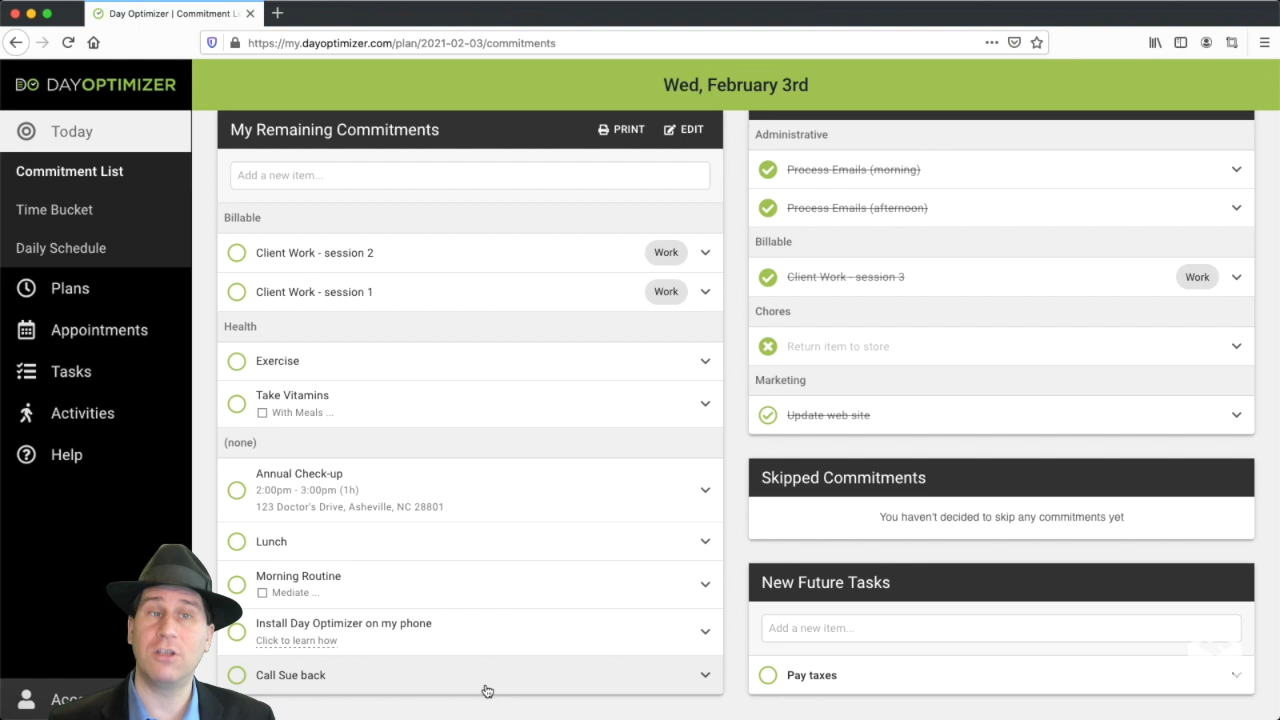 Day Optimizer | Commitment Li
https://my.dayoptimizer.com/plan/2021-02-03/commitments
DAYOPTIMIZER
Wed, February 3rd
Today
Commitment List
Time Bucket
Daily Schedule
Plans
Appointments
Tasks
Activities
Help
Acc
My Remaining Commitments
PRINT
EDIT
Add a new item...
Billable
Client Work - session 2
Work
Client Work - session 1
Work
Health
Exercise
Take Vitamins
With Meals ...
(none)
Annual Check-up
2:00pm - 3:00pm (1h)
123 Doctor's Drive, Asheville, NC 28801
Lunch
Morning Routine
Mediate ...
Install Day Optimizer on my phone
Click to learn how
Call Sue back
Administrative
Process Emails (morning)
Process Emails (afternoon)
Billable
Client Work - session 3
Work
Chores
Return item to store
Marketing
Update web site
Skipped Commitments
You haven't decided to skip any commitments yet
New Future Tasks
Add a new item...
Pay taxes